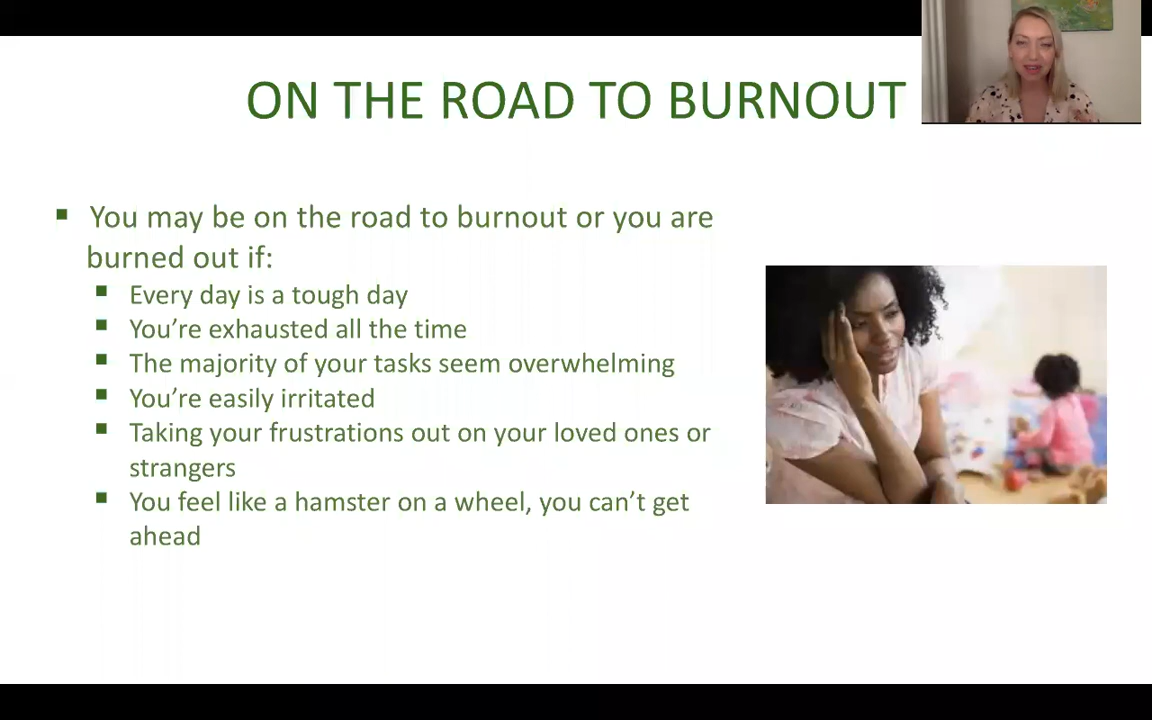 ON THE ROAD TO BURNOUT
▪ You may be on the road to burnout or you are
burned out if:
▪ Every day is a tough day
▪ You’re exhausted all the time
▪ The majority of your tasks seem overwhelming
▪ You’re easily irritated
▪ Taking your frustrations out on your loved ones or
strangers
▪ You feel like a hamster on a wheel, you can’t get
ahead